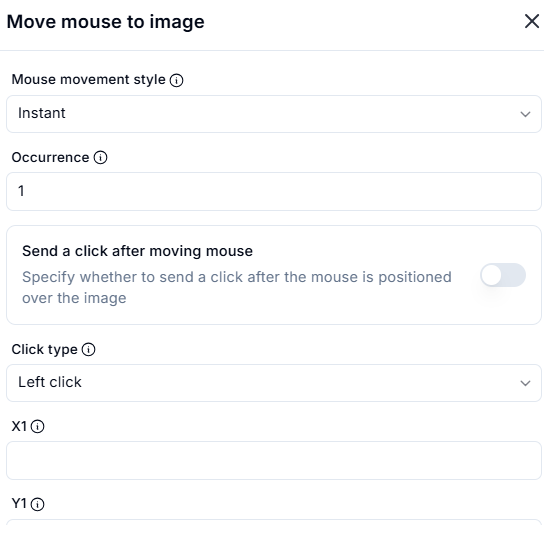 Move mouse to image
Mouse movement style
Instant
Occurrence
1
Send a click after moving mouse
Specify whether to send a click after the mouse is positioned
over the image
Click type
Left click
X1
Y1